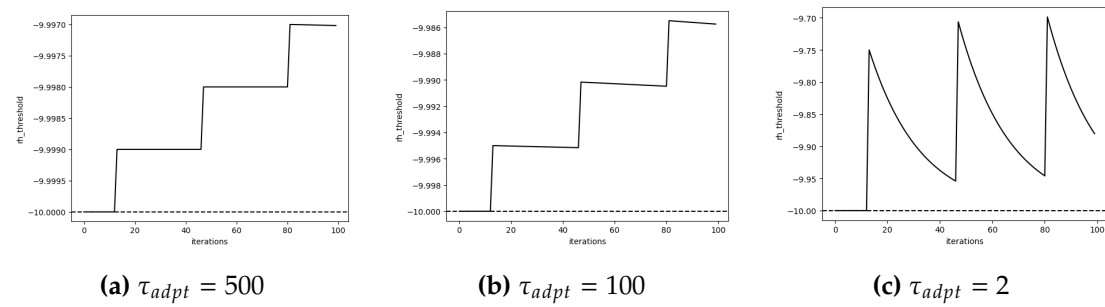 −9.9970
−9.9975
−9.9980
−9.9985
−9.9990
−9.9995
−10.0000
rh_threshold
0 20 40 60 80 100
iterations
(a) τadpt = 500
−9.986
−9.988
−9.990
−9.992
−9.994
−9.996
−9.998
−10.000
rh_threshold
0 20 40 60 80 100
iterations
(b) τadpt = 100
−9.70
−9.75
−9.80
−9.85
−9.90
−9.95
−10.00
rh_threshold
0 20 40 60 80 100
iterations
(c) τadpt = 2